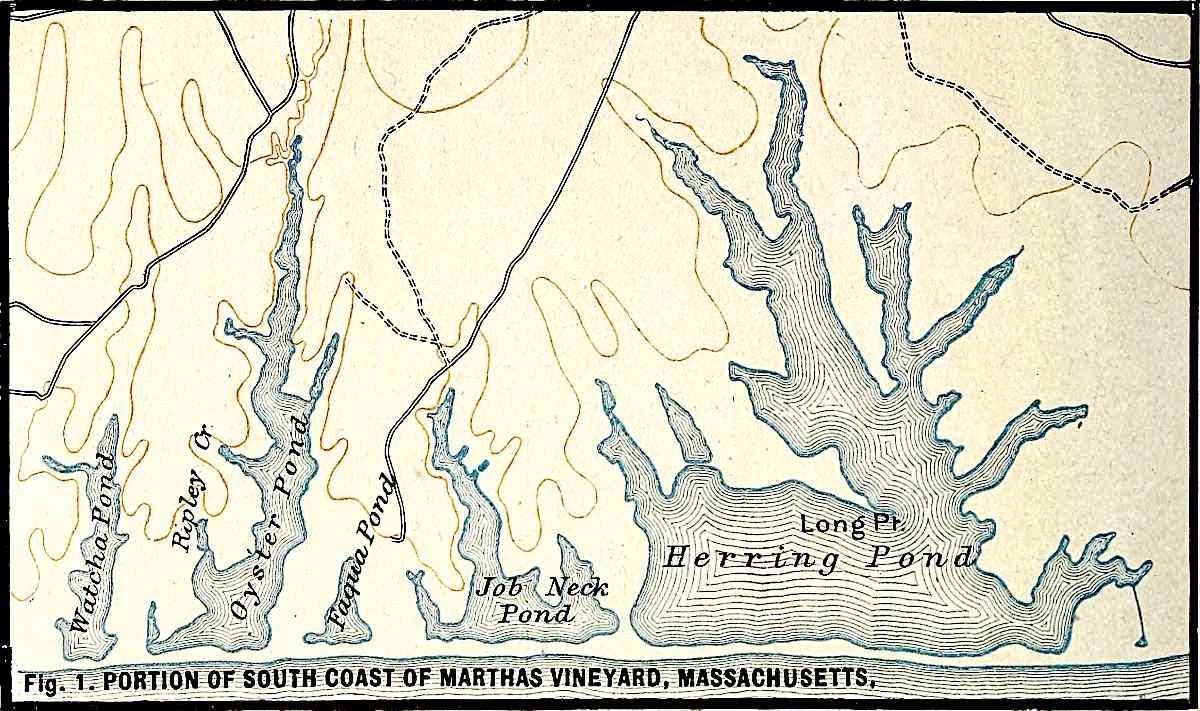 Watcha Pond
Ripley Cr.
Oyster Pond
Faqua Pond
Job Neck
Pond
Long Pt.
Herring Pond
Fig. 1. PORTION OF SOUTH COAST OF MARTHAS VINEYARD, MASSACHUSETTS,